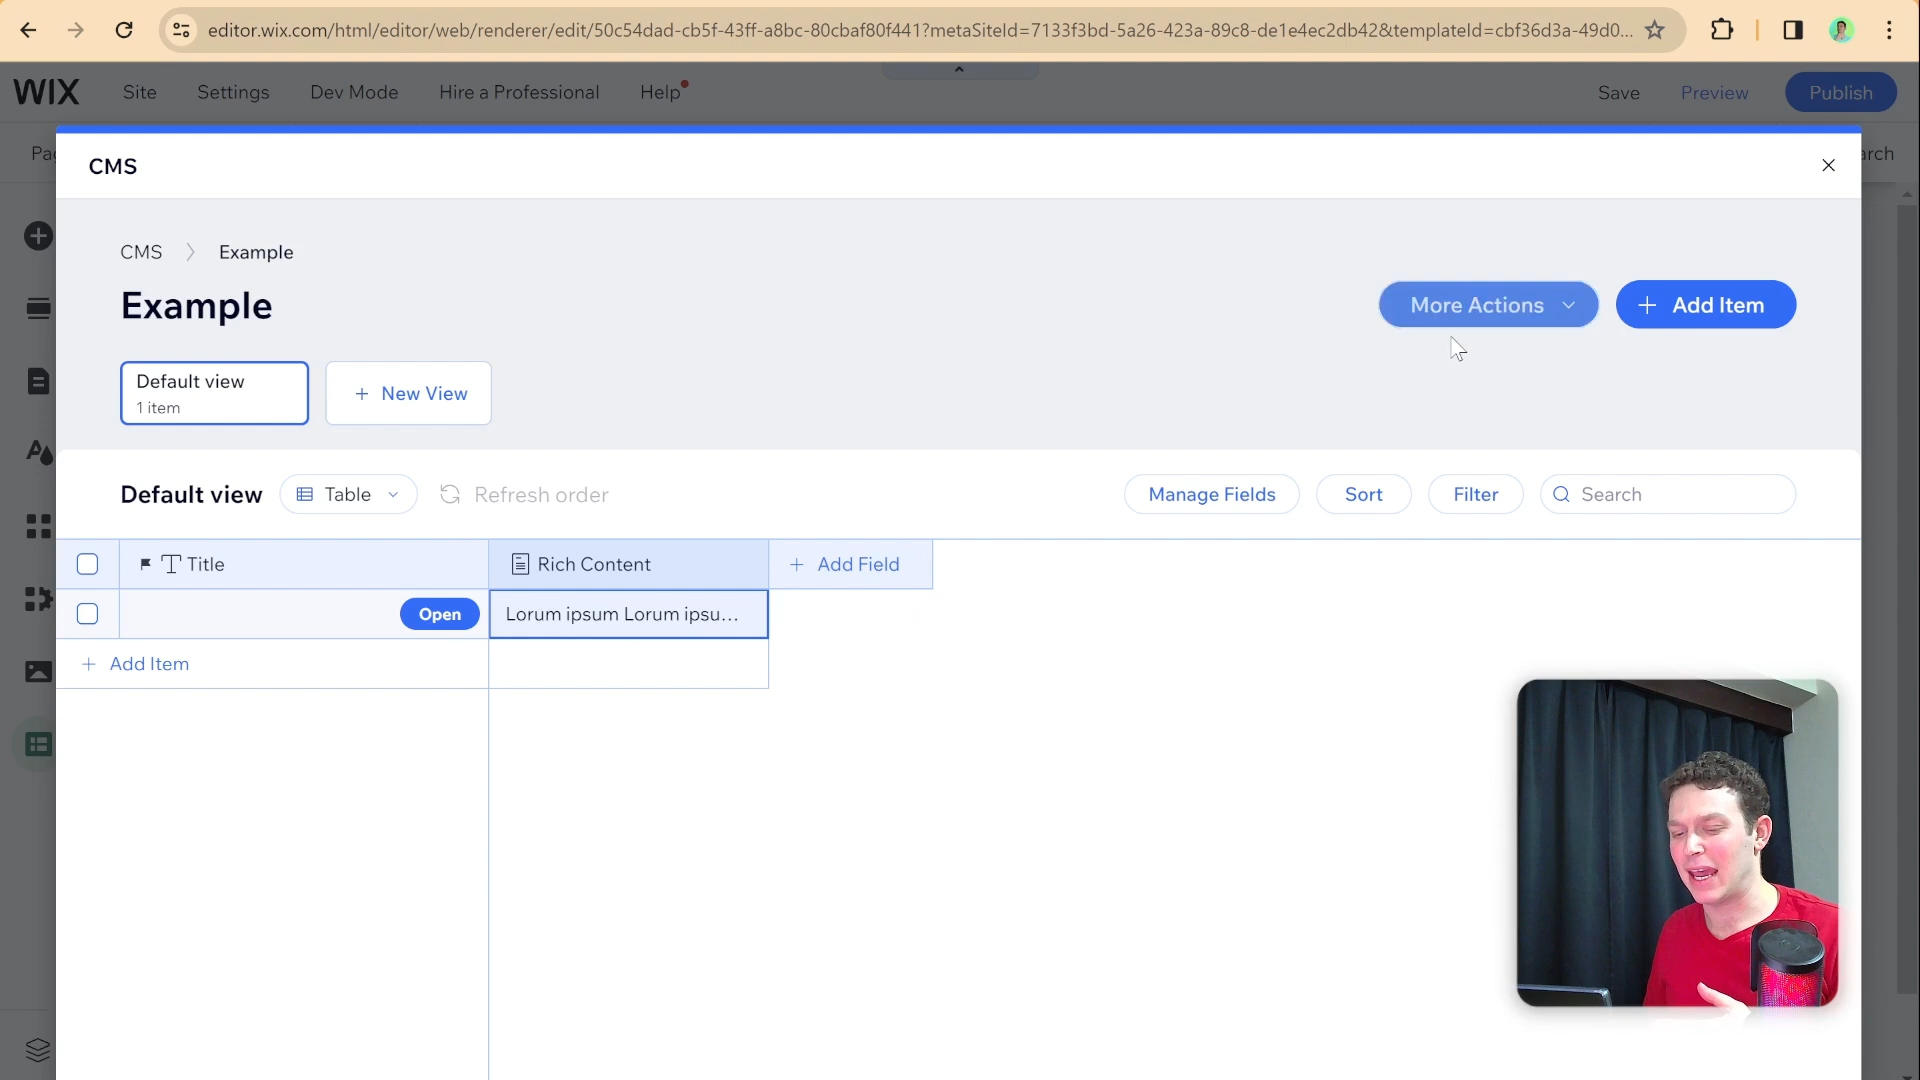 editor.wix.com/html/editor/web/renderer/edit/50c54dad-cb5f-43ff-a8bc-80cbaf80f441?metaSiteId=7133f3bd-5a26-423a-89c8-de1e4ec2db42&templateId=cbf36d3a-49d0...
WIX Site Settings Dev Mode Hire a Professional Help Save Preview Publish
CMS
CMS Example
Example
More Actions
+ Add Item
Default view
1 item
+ New View
Default view Table Refresh order Manage Fields Sort Filter Search
Title Rich Content + Add Field
Open Lorum ipsum Lorum ipsu...
+ Add Item